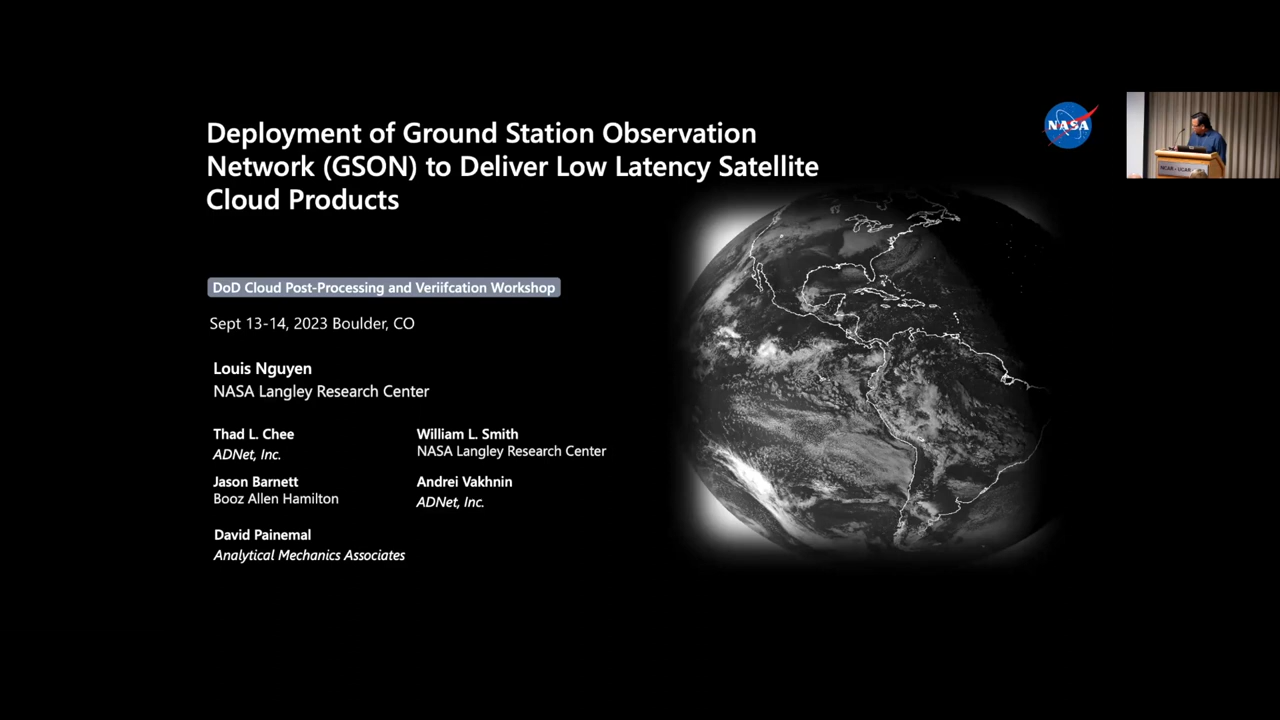 Deployment of Ground Station Observation
Network (GSON) to Deliver Low Latency Satellite
Cloud Products
NASA
DoD Cloud Post-Processing and Veriifcation Workshop
Sept 13-14, 2023 Boulder, CO
Louis Nguyen
NASA Langley Research Center
Thad L. Chee
ADNet, Inc.
William L. Smith
NASA Langley Research Center
Jason Barnett
Booz Allen Hamilton
Andrei Vakhnin
ADNet, Inc.
David Painemal
Analytical Mechanics Associates